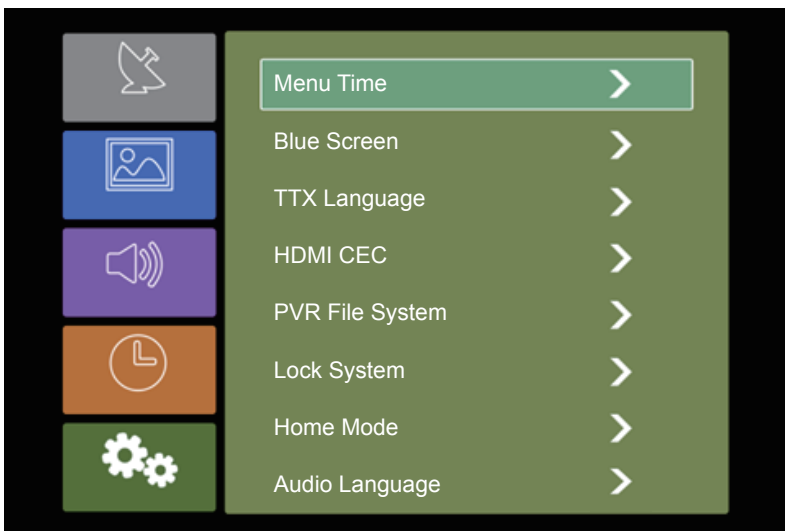 Menu Time
Blue Screen
TTX Language
HDMI CEC
PVR File System
Lock System
Home Mode
Audio Language